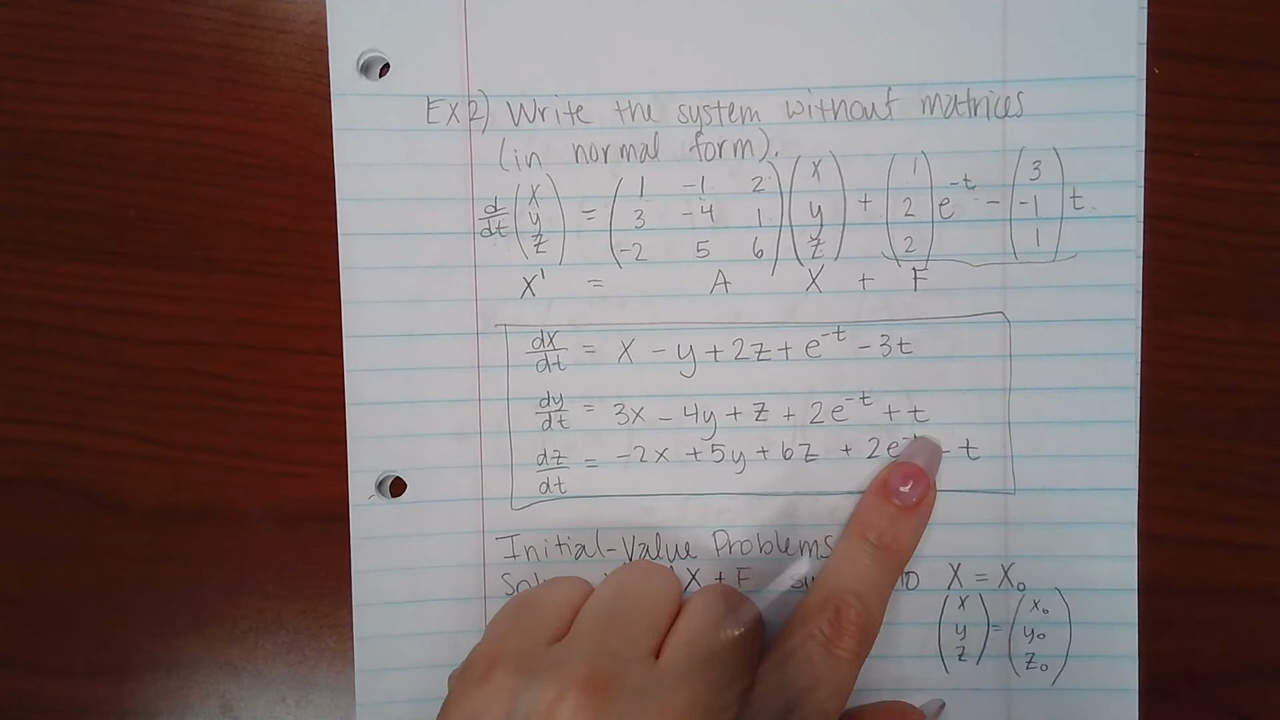 Ex 2) Write the system without matrices
(in normal form).
d/dt (x y z) = (1 -1 2 3 -4 1 -2 5 6) (x y z) + (1 2 2) e^-t - (3 -1 1) t
X' = A X + F
dx/dt = x - y + 2z + e^-t - 3t
dy/dt = 3x - 4y + z + 2e^-t + t
dz/dt = -2x + 5y + 6z + 2e - t
Initial-Value Problems
X + F X = X₀
(x y z) = (x₀ y₀ z₀)